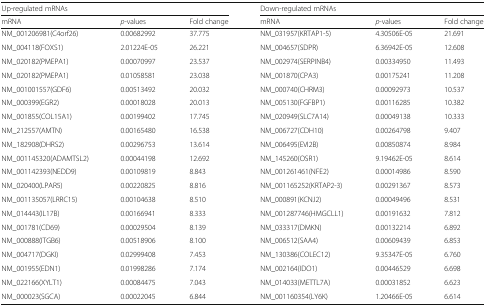 Up-regulated mRNAs Down-regulated mRNAs
mRNA p-values Fold change mRNA p-values Fold change
NM_001206981(C4orf26) 0.00682992 37.775 NM_031957(KRTAP1-5) 4.30506E-05 21.691
NM_004118(FOXS1) 2.01224E-05 26.221 NM_004657(SDPR) 6.36942E-05 12.608
NM_020182(PMEPA1) 0.00070997 23.537 NM_002974(SERPINB4) 0.00334950 11.493
NM_020182(PMEPA1) 0.01058581 23.038 NM_001870(CPA3) 0.00175241 11.208
NM_001001557(GDF6) 0.00513492 20.032 NM_000740(CHRM3) 0.00092973 10.537
NM_000399(EGR2) 0.00018028 20.013 NM_005130(FGFBP1) 0.00116285 10.382
NM_001855(COL15A1) 0.00199402 17.745 NM_020949(SLC7A14) 0.00049138 10.333
NM_212557(AMTN) 0.00165480 16.538 NM_006727(CDH10) 0.00264798 9.407
NM_182908(DHRS2) 0.00296753 13.614 NM_006495(EVI2B) 0.00850874 8.984
NM_001145320(ADAMTSL2) 0.00044198 12.692 NM_145260(OSR1) 9.19462E-05 8.614
NM_001142393(NEDD9) 0.00109819 8.843 NM_001261461(NFE2) 0.00014986 8.590
NM_020400(LPAR5) 0.00220825 8.816 NM_001165252(KRTAP2-3) 0.00291367 8.573
NM_001135057(LRRC15) 0.00104638 8.510 NM_000891(KCNJ2) 0.00049496 8.531
NM_014443(IL17B) 0.00166941 8.333 NM_001287746(HMGCLL1) 0.00191632 7.812
NM_001781(CD69) 0.00029504 8.139 NM_033317(DMKN) 0.00132214 6.892
NM_000888(ITGB6) 0.00518906 8.100 NM_006512(SAA4) 0.00609439 6.853
NM_004717(DGKI) 0.02999408 7.453 NM_130386(COLEC12) 9.35347E-05 6.760
NM_001955(EDN1) 0.01998286 7.174 NM_002164(IDO1) 0.00446529 6.698
NM_022166(XYLT1) 0.00084475 7.043 NM_014033(METTL7A) 0.00031852 6.623
NM_000023(SGCA) 0.00022045 6.844 NM_001160354(LY6K) 1.20466E-05 6.614